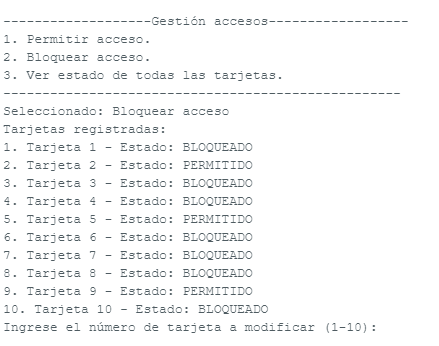 -------------------Gestión accesos------------------
1. Permitir acceso.
2. Bloquear acceso.
3. Ver estado de todas las tarjetas.
---------------------------------------------------
Seleccionado: Bloquear acceso
Tarjetas registradas:
1. Tarjeta 1 - Estado: BLOQUEADO
2. Tarjeta 2 - Estado: PERMITIDO
3. Tarjeta 3 - Estado: BLOQUEADO
4. Tarjeta 4 - Estado: BLOQUEADO
5. Tarjeta 5 - Estado: PERMITIDO
6. Tarjeta 6 - Estado: BLOQUEADO
7. Tarjeta 7 - Estado: BLOQUEADO
8. Tarjeta 8 - Estado: BLOQUEADO
9. Tarjeta 9 - Estado: PERMITIDO
10. Tarjeta 10 - Estado: BLOQUEADO
Ingrese el número de tarjeta a modificar (1-10):